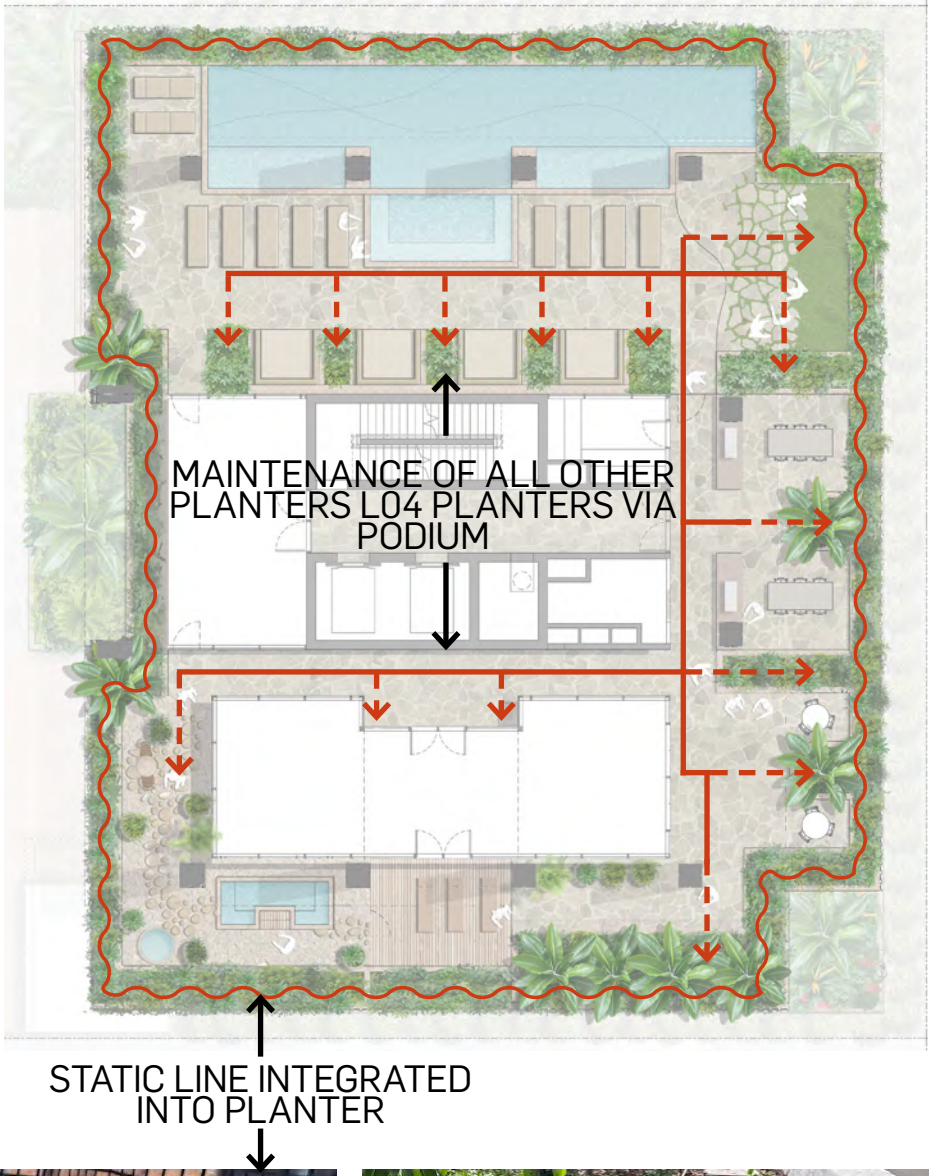 MAINTENANCE OF ALL OTHER
PLANTERS L04 PLANTERS VIA
PODIUM
STATIC LINE INTEGRATED
INTO PLANTER